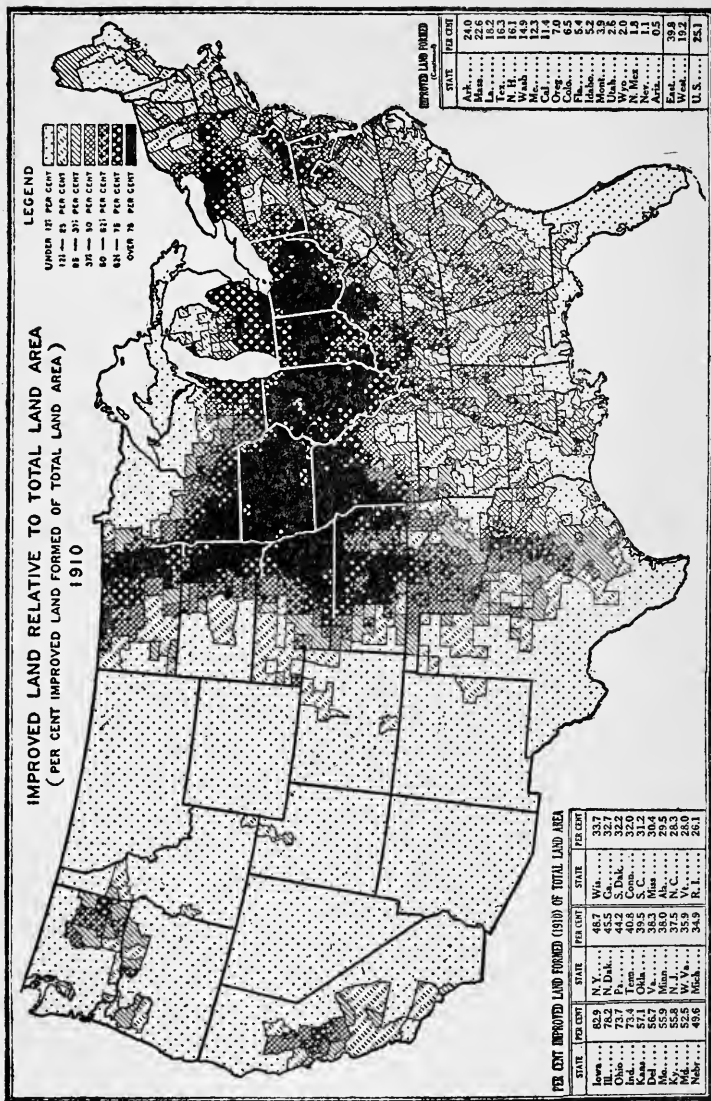 IMPROVED LAND RELATIVE TO TOTAL LAND AREA
( PER CENT IMPROVED LAND FORMED OF TOTAL LAND AREA )
1910
LEGEND
UNDER 12½ PER CENT
12½ — 25 PER CENT
25 — 37½ PER CENT
37½ — 50 PER CENT
50 — 62½ PER CENT
62½ — 75 PER CENT
OVER 75 PER CENT
PER CENT IMPROVED LAND FORMED (1910) OF TOTAL LAND AREA
STATE PER CENT STATE PER CENT STATE PER CENT
Iowa 82.9 N. Y. 48.7 Wis. 33.7
Ill. 78.2 N. Dak. 45.5 Ga. 32.7
Ohio 73.7 Pa. 44.2 S. Dak. 32.2
Ind. 73.4 Tenn. 40.8 Conn. 32.0
Kans. 57.1 Okla. 39.5 S. C. 31.2
Del. 56.7 Va. 38.3 Miss 30.4
Mo. 55.9 Minn. 38.0 Ala. 29.5
Ky. 55.8 N. J. 37.5 N. C. 28.3
Md. 52.5 W. Va. 35.9 Vt. 28.0
Nebr. 49.6 Mich. 34.9 R. I. 26.1
IMPROVED LAND FORMED
(Continued)
STATE PER CENT
Ark. 24.0
Mass. 22.6
La. 18.2
Tex. 16.3
N. H. 16.1
Wash. 14.9
Me. 12.3
Cal. 11.4
Oreg. 7.0
Colo. 6.5
Fla. 5.4
Idaho. 5.2
Mont. 3.9
Utah. 2.6
Wyo. 2.0
N. Mex. 1.8
Nev. 1.1
Ariz. 0.5
East. 39.8
West. 19.2
U. S. 25.1